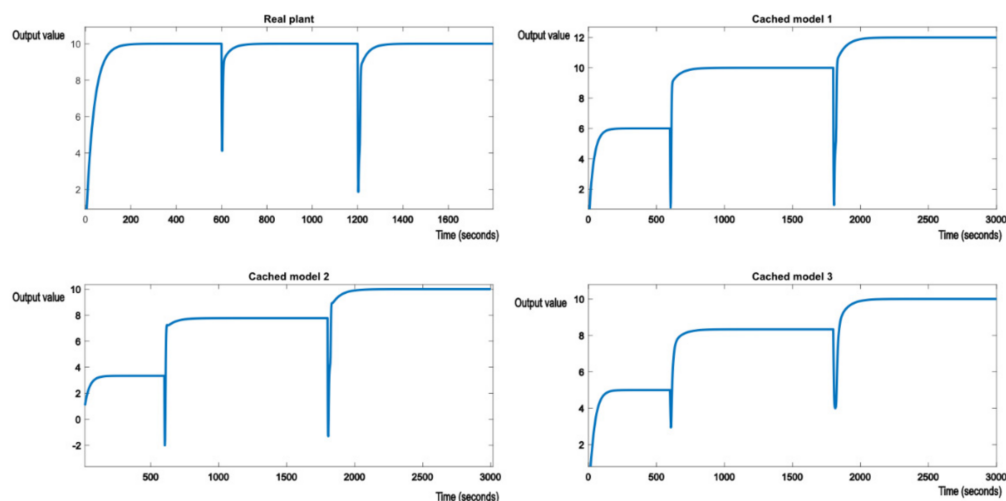 Real plant
Output value
10
8
6
4
2
0 200 400 600 800 1000 1200 1400 1600
Time (seconds)
Cached model 1
Output value
12
10
8
6
4
2
0 500 1000 1500 2000 2500 3000
Time (seconds)
Cached model 2
Output value
10
8
6
4
2
0
-2
500 1000 1500 2000 2500 3000
Time (seconds)
Cached model 3
Output value
10
8
6
4
2
0 500 1000 1500 2000 2500 3000
Time (seconds)